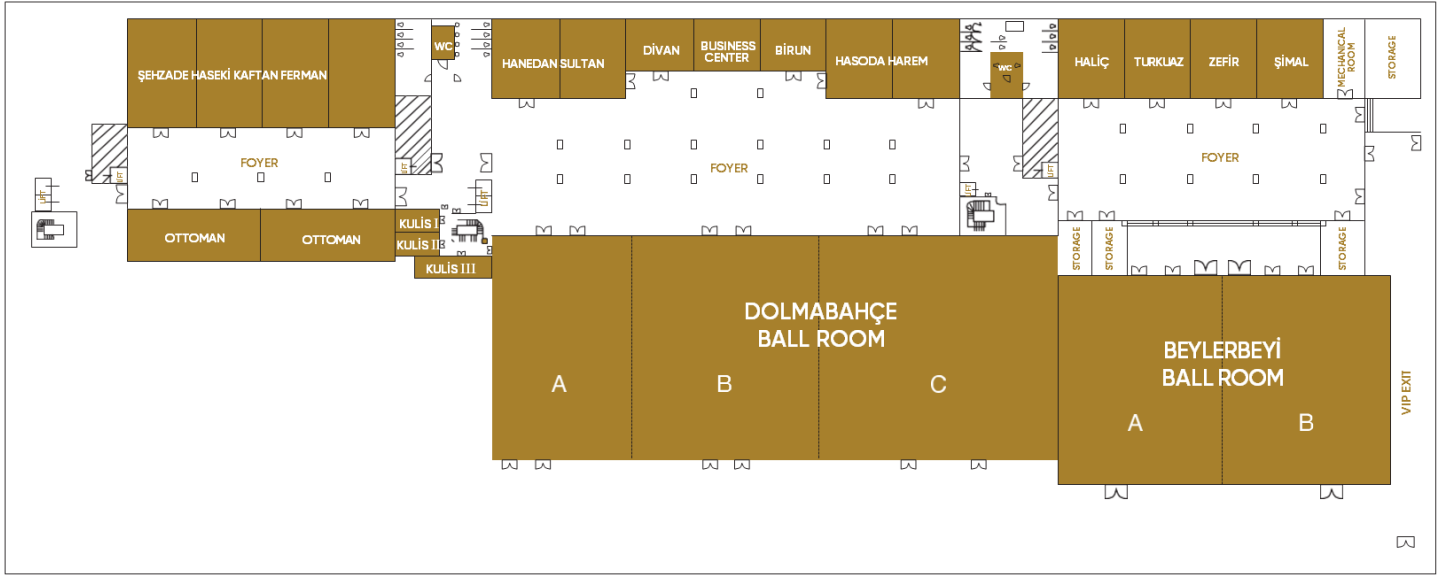 ŞEHZADE HASEKİ KAFTAN FERMAN
WC
HANEDAN SULTAN
DİVAN
BUSINESS
CENTER
BİRUN
HASODA HAREM
WC
HALİÇ
TURKUAZ
ZEFİR
ŞİMAL
MECHANICAL
ROOM
STORAGE
FOYER
FOYER
FOYER
LIFT
LIFT
LIFT
LIFT
LIFT
LIFT
OTTOMAN
OTTOMAN
KULİS I
KULİS II
KULİS III
STORAGE
STORAGE
STORAGE
DOLMABAHÇE
BALL ROOM
A
B
C
BEYLERBEYİ
BALL ROOM
A
B
VIP EXIT